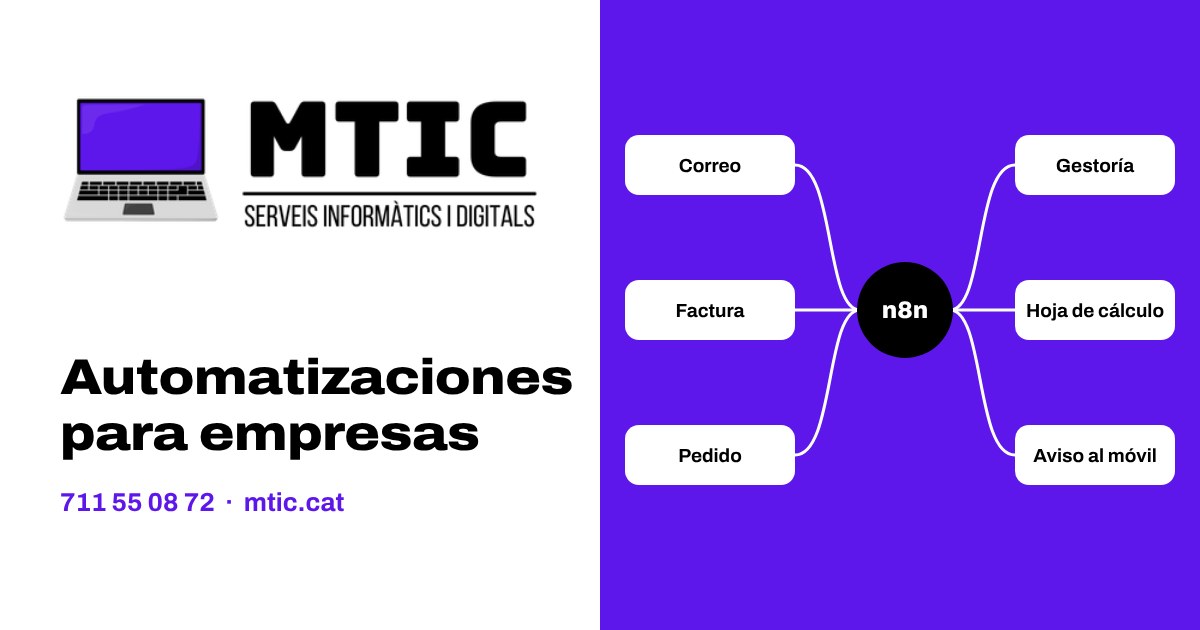 MTIC
SERVEIS INFORMÀTICS I DIGITALS
Automatizaciones
para empresas
711 55 08 72 · mtic.cat
Correo
Factura
Pedido
n8n
Gestoría
Hoja de cálculo
Aviso al móvil